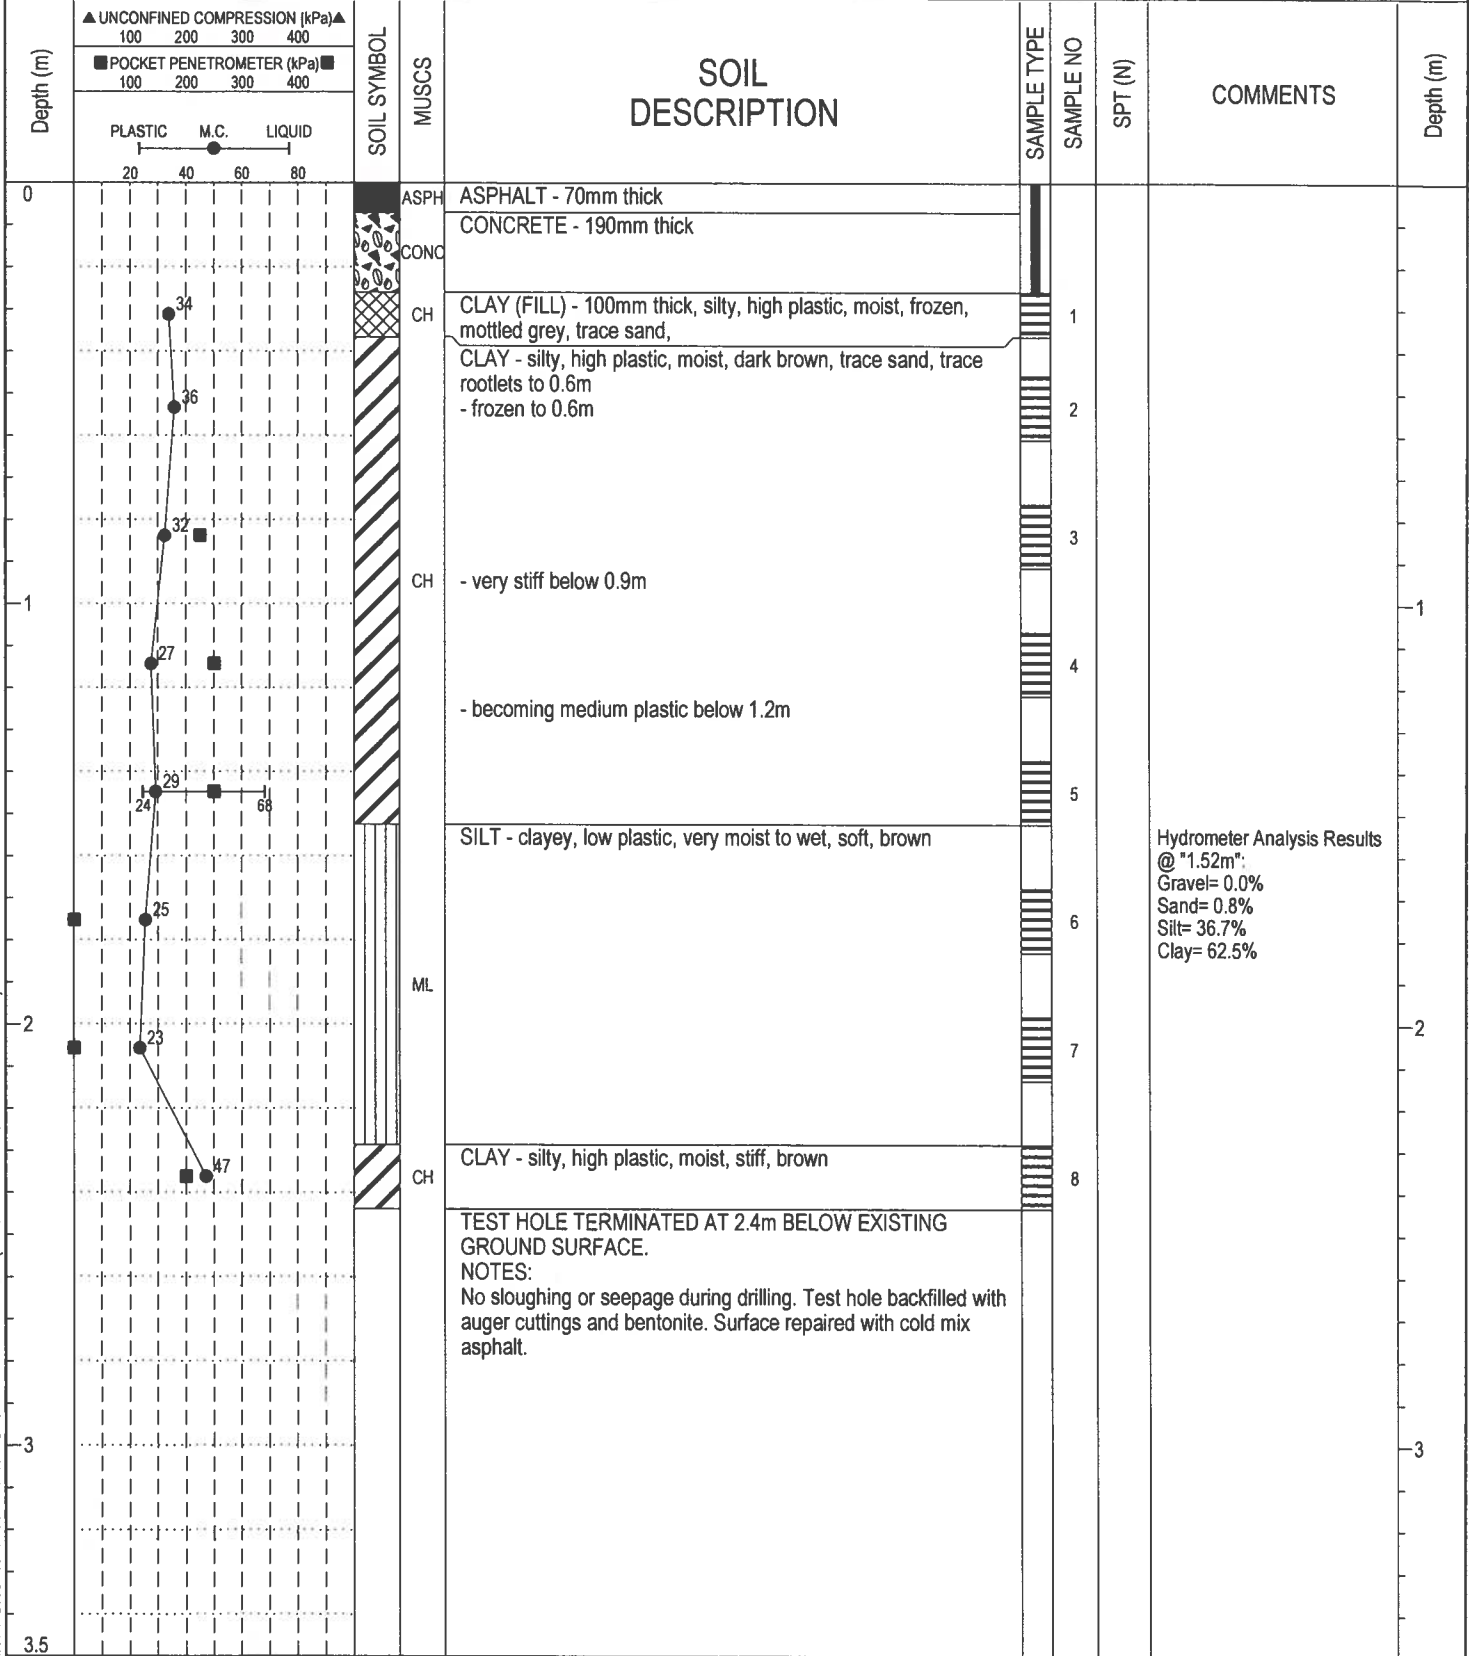 ▲ UNCONFINED COMPRESSION (kPa) ▲
100 200 300 400
■ POCKET PENETROMETER (kPa) ■
100 200 300 400
PLASTIC M.C. LIQUID
20 40 60 80
Depth (m)
SOIL SYMBOL
MUSCS
SOIL
DESCRIPTION
SAMPLE TYPE
SAMPLE NO
SPT (N)
COMMENTS
Depth (m)
0
ASPH
ASPHALT - 70mm thick
CONC
CONCRETE - 190mm thick
34
CH
CLAY (FILL) - 100mm thick, silty, high plastic, moist, frozen,
mottled grey, trace sand,
1
CLAY - silty, high plastic, moist, dark brown, trace sand, trace
rootlets to 0.6m
- frozen to 0.6m
36
2
32
3
CH
- very stiff below 0.9m
1
1
27
4
- becoming medium plastic below 1.2m
29
24
68
5
SILT - clayey, low plastic, very moist to wet, soft, brown
Hydrometer Analysis Results
@ "1.52m":
Gravel= 0.0%
Sand= 0.8%
Silt= 36.7%
Clay= 62.5%
25
6
ML
2
2
23
7
47
CH
CLAY - silty, high plastic, moist, stiff, brown
8
TEST HOLE TERMINATED AT 2.4m BELOW EXISTING
GROUND SURFACE.
NOTES:
No sloughing or seepage during drilling. Test hole backfilled with
auger cuttings and bentonite. Surface repaired with cold mix
asphalt.
3
3
3.5